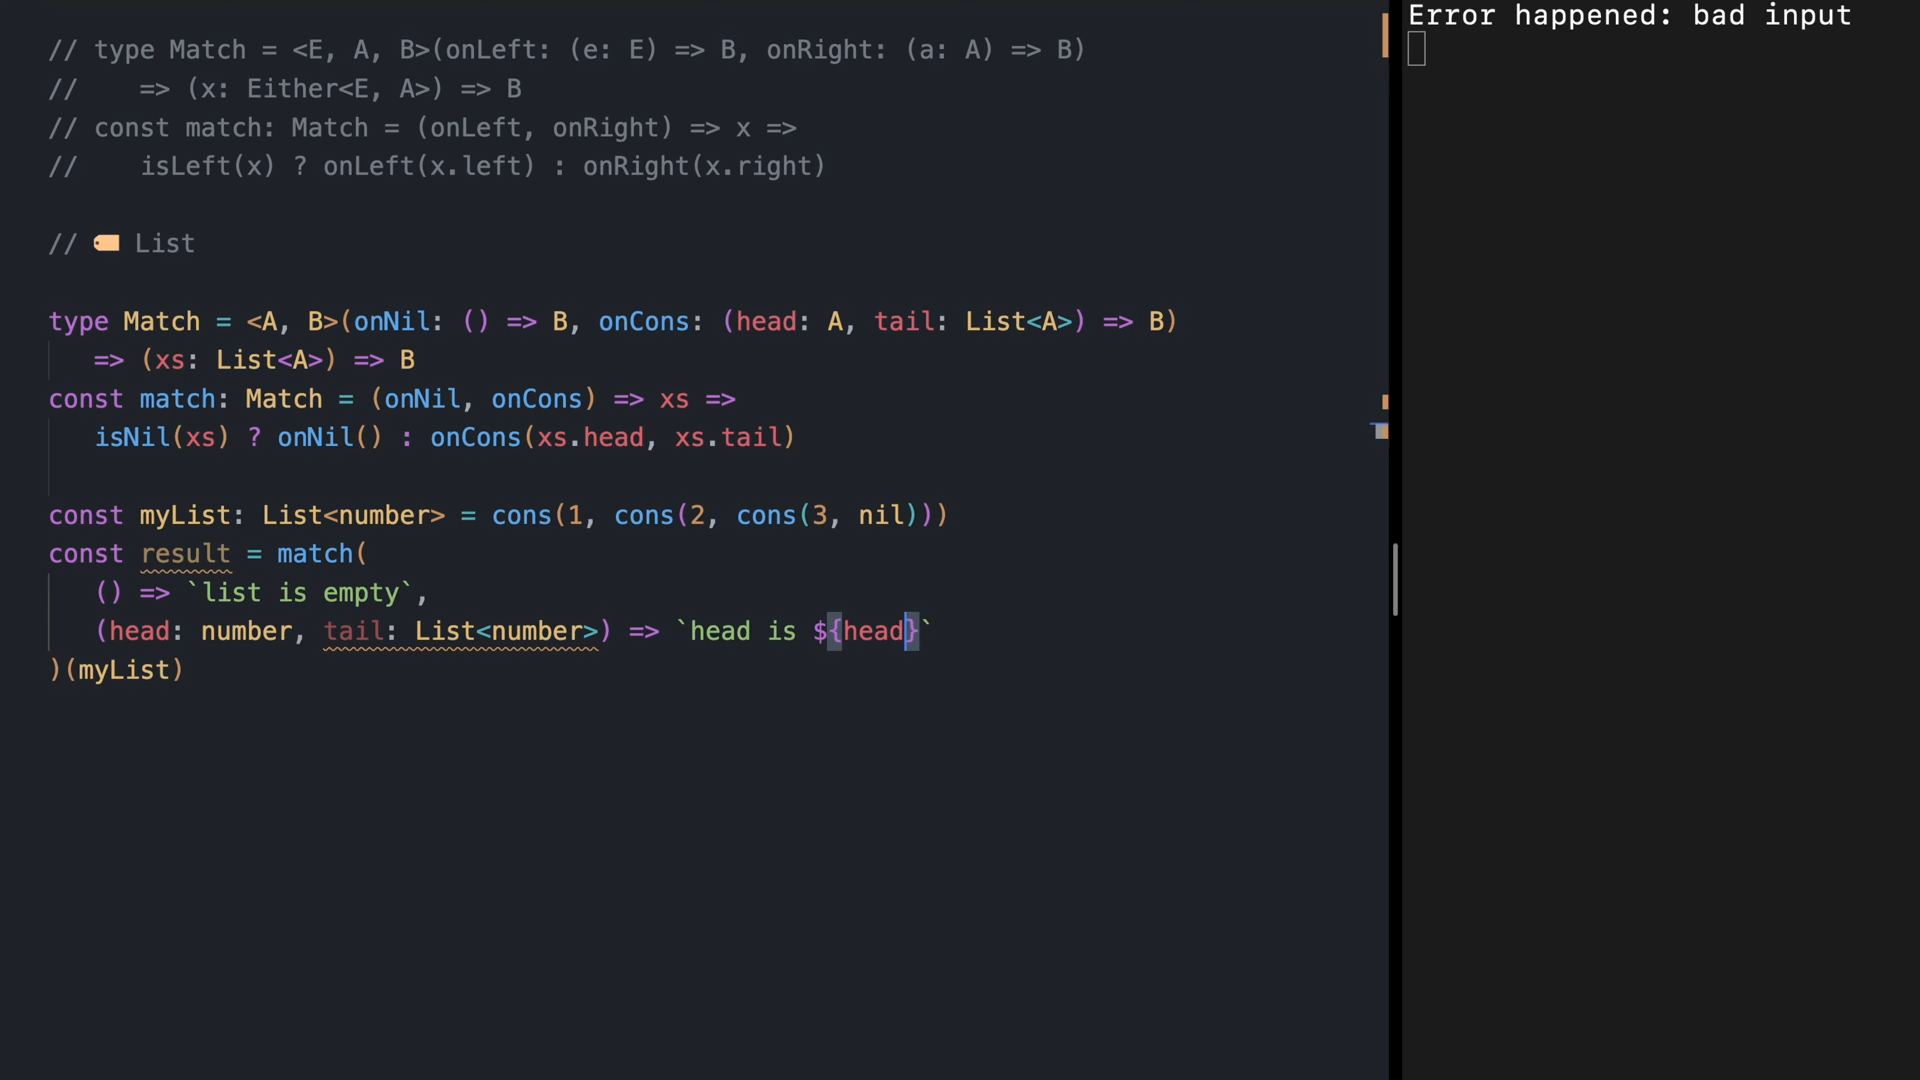 // type Match = <E, A, B>(onLeft: (e: E) => B, onRight: (a: A) => B)
//    => (x: Either<E, A>) => B
// const match: Match = (onLeft, onRight) => x =>
//    isLeft(x) ? onLeft(x.left) : onRight(x.right)
// List
type Match = <A, B>(onNil: () => B, onCons: (head: A, tail: List<A>) => B)
   => (xs: List<A>) => B
const match: Match = (onNil, onCons) => xs =>
   isNil(xs) ? onNil() : onCons(xs.head, xs.tail)
const myList: List<number> = cons(1, cons(2, cons(3, nil)))
const result = match(
   () => `list is empty`,
   (head: number, tail: List<number>) => `head is ${head}`
)(myList)
Error happened: bad input